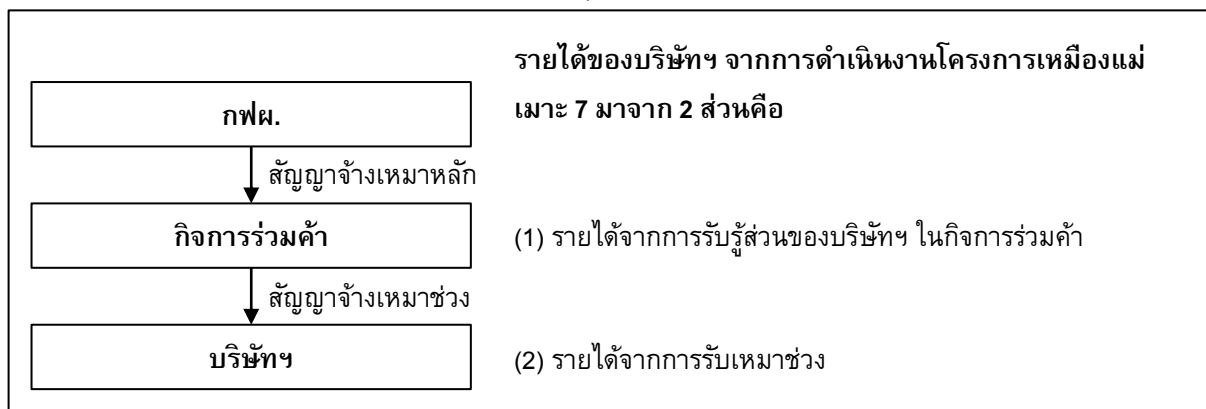 รายได้ของบริษัทฯ จากการดำเนินงานโครงการเหมืองแม่
เมาะ 7 มาจาก 2 ส่วนคือ
กฟผ.
สัญญาจ้างเหมาหลัก
กิจการร่วมค้า
(1) รายได้จากการรับรู้ส่วนของบริษัทฯ ในกิจการร่วมค้า
สัญญาจ้างเหมาช่วง
บริษัทฯ
(2) รายได้จากการรับเหมาช่วง